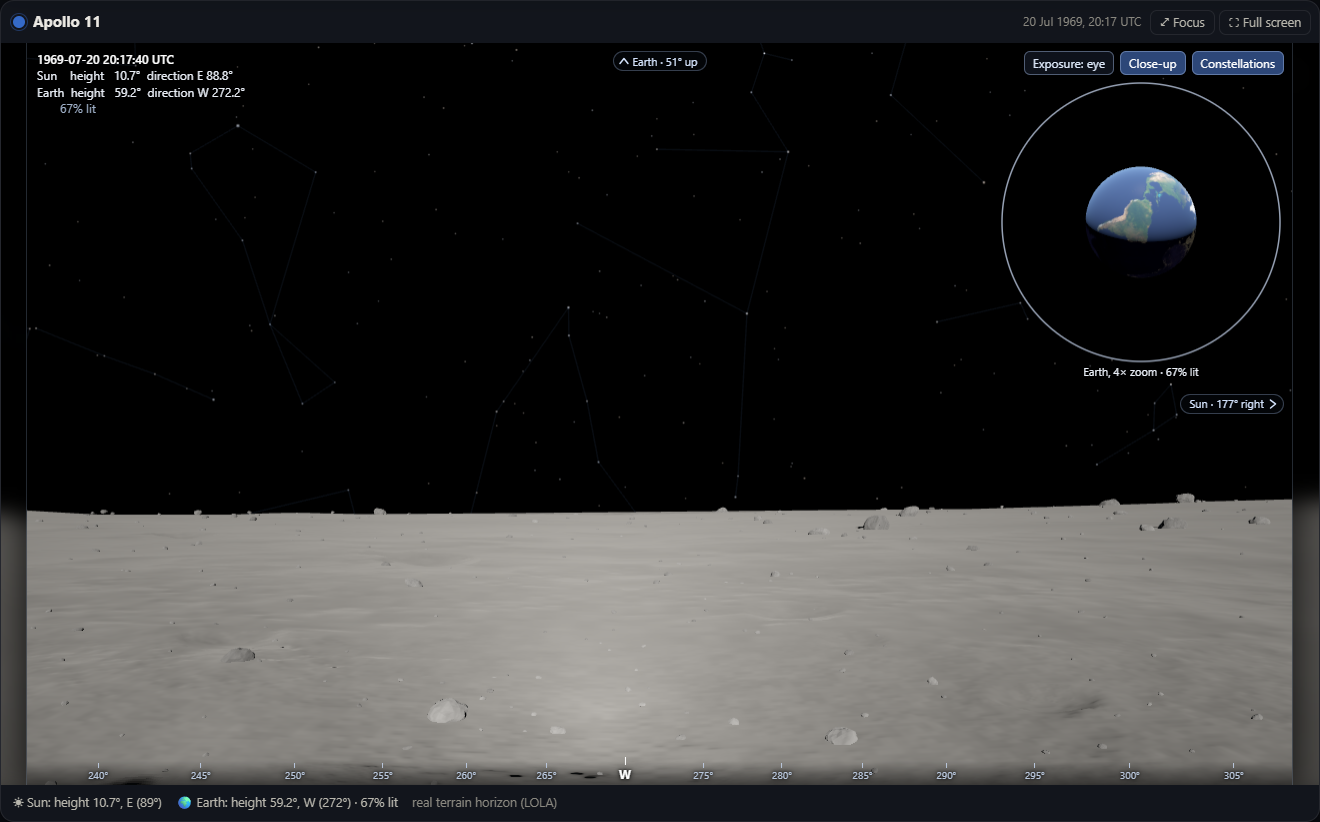 Apollo 11
20 Jul 1969, 20:17 UTC
Focus
Full screen
1969-07-20 20:17:40 UTC
Sun height 10.7° direction E 88.8°
Earth height 59.2° direction W 272.2°
67% lit
Earth · 51° up
Exposure: eye
Close-up
Constellations
Earth, 4× zoom · 67% lit
Sun · 177° right
240° 245° 250° 255° 260° 265° W 275° 280° 285° 290° 295° 300° 305°
Sun: height 10.7°, E (89°) Earth: height 59.2°, W (272°) · 67% lit real terrain horizon (LOLA)